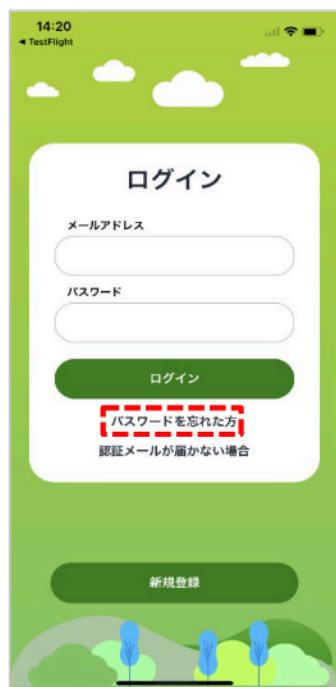 14:20
◀ TestFlight
ログイン
メールアドレス
パスワード
ログイン
パスワードを忘れた方
認証メールが届かない場合
新規登録